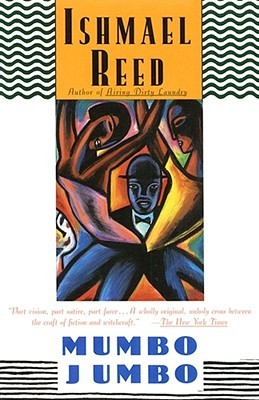 ISHMAEL
REED
Author of Airing Dirty Laundry
"Part vision, part satire, part farce...A wholly original, unholy cross between
the craft of fiction and witchcraft." —The New York Times
MUMBO
JUMBO